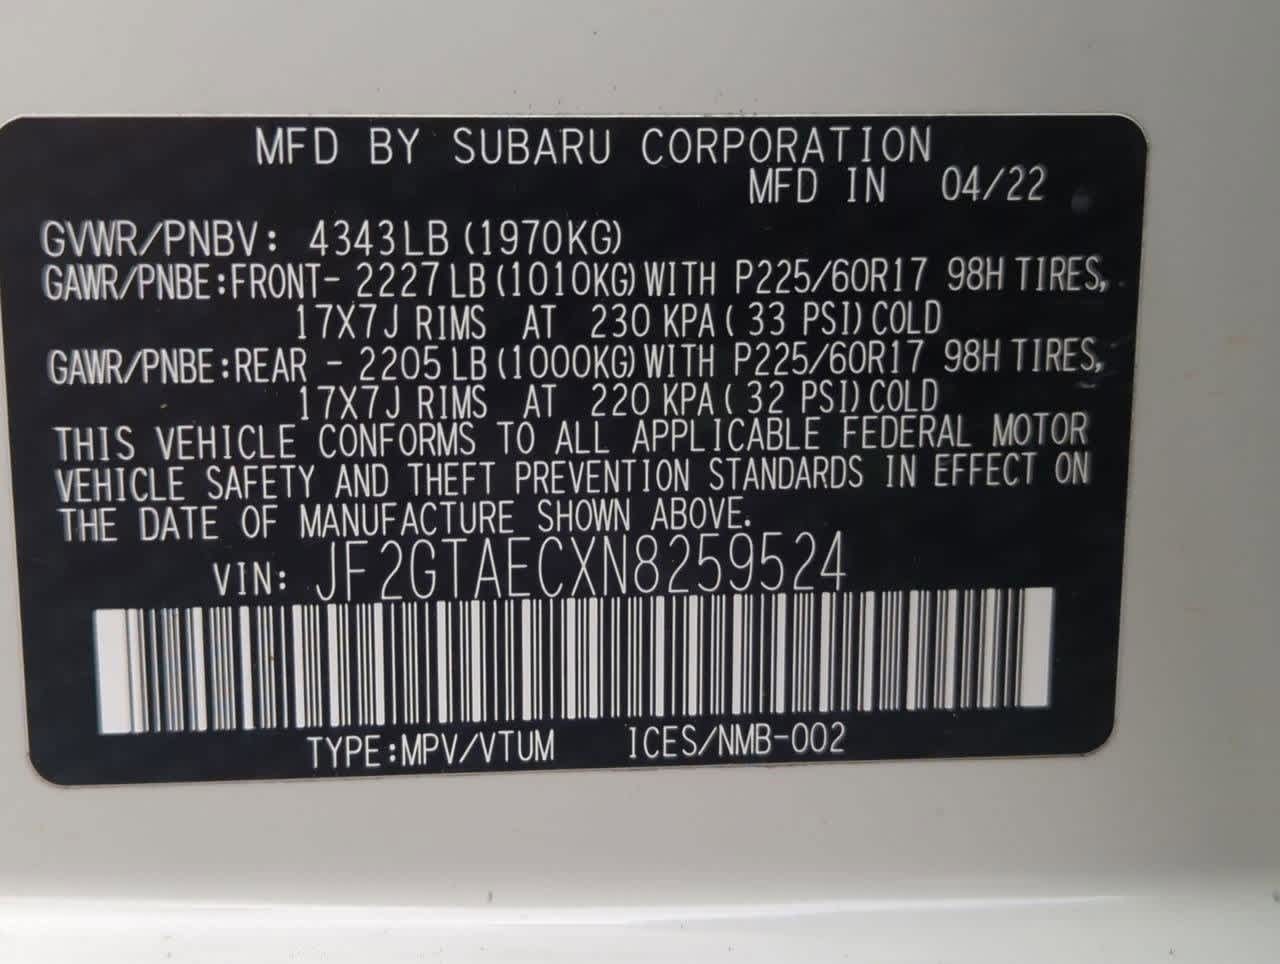 MFD BY SUBARU CORPORATION
MFD IN 04/22
GVWR/PNBV: 4343LB (1970KG)
GAWR/PNBE:FRONT- 2227LB (1010KG) WITH P225/60R17 98H TIRES,
17X7J RIMS AT 230 KPA( 33 PSI) COLD
GAWR/PNBE:REAR - 2205LB (1000KG) WITH P225/60R17 98H TIRES,
17X7J RIMS AT 220 KPA( 32 PSI) COLD
THIS VEHICLE CONFORMS TO ALL APPLICABLE FEDERAL MOTOR
VEHICLE SAFETY AND THEFT PREVENTION STANDARDS IN EFFECT ON
THE DATE OF MANUFACTURE SHOWN ABOVE.
VIN: JF2GTAECXN8259524
TYPE:MPV/VTUM ICES/NMB-002